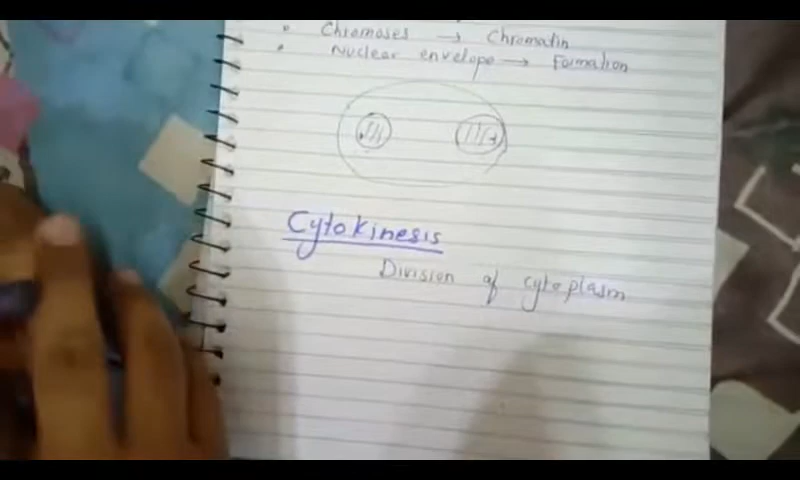 • Chromoses → Chromatin
• Nuclear envelope → Formation
Cytokinesis
Division of cytoplasm